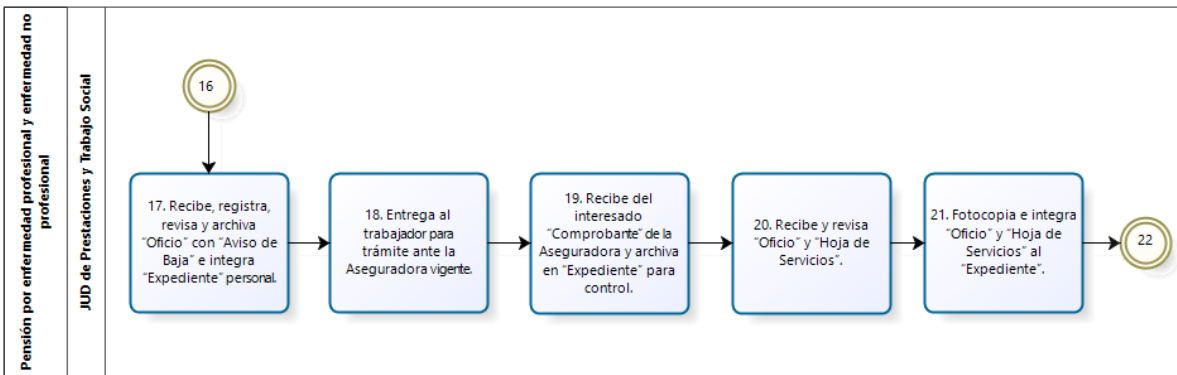 Pensión por enfermedad profesional y enfermedad no
profesional
JUD de Prestaciones y Trabajo Social
16
17. Recibe, registra,
revisa y archiva
“Oficio” con “Aviso de
Baja” e integra
“Expediente” personal.
18. Entrega al
trabajador para
trámite ante la
Aseguradora vigente.
19. Recibe del
interesado
“Comprobante” de la
Aseguradora y archiva
en “Expediente” para
control.
20. Recibe y revisa
“Oficio” y “Hoja de
Servicios”.
21. Fotocopia e integra
“Oficio” y “Hoja de
Servicios” al
“Expediente”.
22